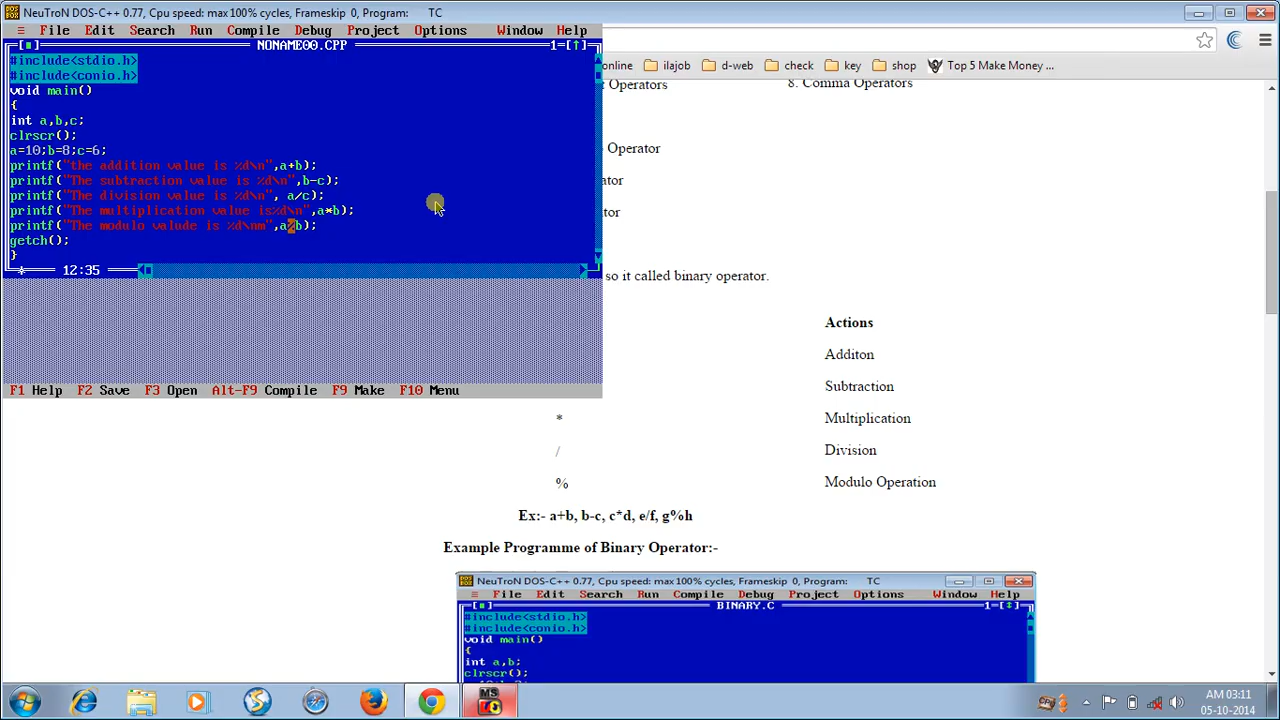 NeuTroN DOS-C++ 0.77, Cpu speed: max 100% cycles, Frameskip 0, Program: TC
≡ File Edit Search Run Compile Debug Project Options Window Help
NONAME00.CPP 1=[↑]
#include<stdio.h>
#include<conio.h>
void main()
{
int a,b,c;
clrscr();
a=10;b=8;c=6;
printf("the addition value is %d\n",a+b);
printf("The subtraction value is %d\n",b-c);
printf("The division value is %d\n", a/c);
printf("The multiplication value is%d\n",a*b);
printf("The modulo valude is %d\nm",a%b);
getch();
}
12:35
F1 Help F2 Save F3 Open Alt-F9 Compile F9 Make F10 Menu
online ilajob d-web check key shop Top 5 Make Money ...
t Operators 8. Comma Operators
Operator
rator
tor
so it called binary operator.
Actions
Additon
Subtraction
* Multiplication
/ Division
% Modulo Operation
Ex:- a+b, b-c, c*d, e/f, g%h
Example Programme of Binary Operator:-
NeuTroN DOS-C++ 0.77, Cpu speed: max 100% cycles, Frameskip 0, Program: TC
≡ File Edit Search Run Compile Debug Project Options Window Help
BINARY.C 1=[↕]
#include<stdio.h>
#include<conio.h>
void main()
{
int a,b;
clrscr();
MS
AM 03:11
05-10-2014